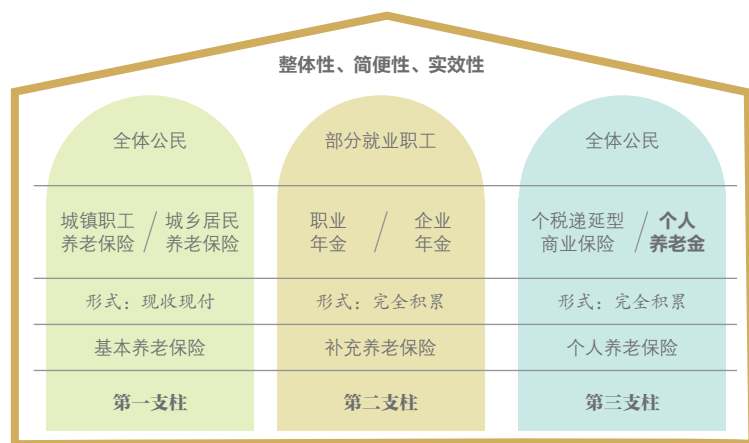 整体性、简便性、实效性
全体公民 部分就业职工 全体公民
城镇职工 / 城乡居民 职业 / 企业 个税递延型 / 个人
养老保险 养老保险 年金 年金 商业保险 养老金
形式：现收现付 形式：完全积累 形式：完全积累
基本养老保险 补充养老保险 个人养老保险
第一支柱 第二支柱 第三支柱